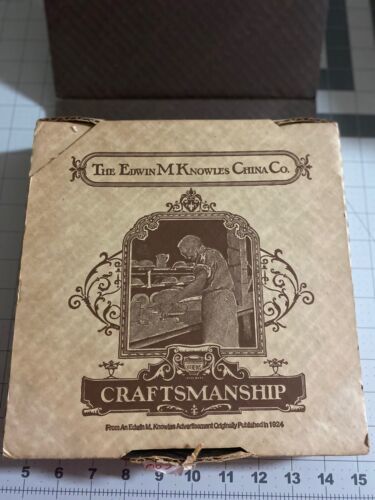 THE EDWIN M KNOWLES CHINA CO.
CRAFTSMANSHIP
From An Edwin M. Knowles Advertisement Originally Published in 1924
5 6 7 8 9 10 11 12 13 14 15